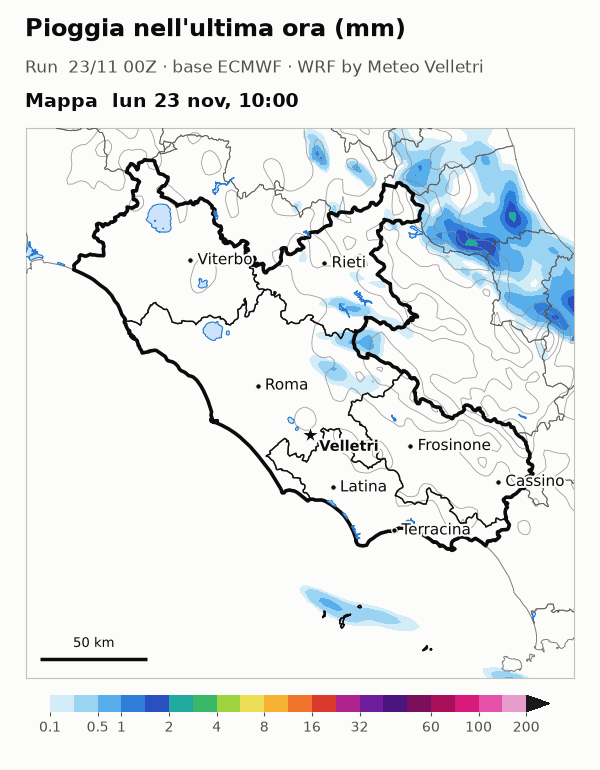 Pioggia nell'ultima ora (mm)
Run  23/11 00Z · base ECMWF · WRF by Meteo Velletri
Mappa  lun 23 nov, 10:00
Viterbo
Rieti
Roma
Velletri
Frosinone
Latina
Cassino
Terracina
50 km
0.1 0.5 1 2 4 8 16 32 60 100 200